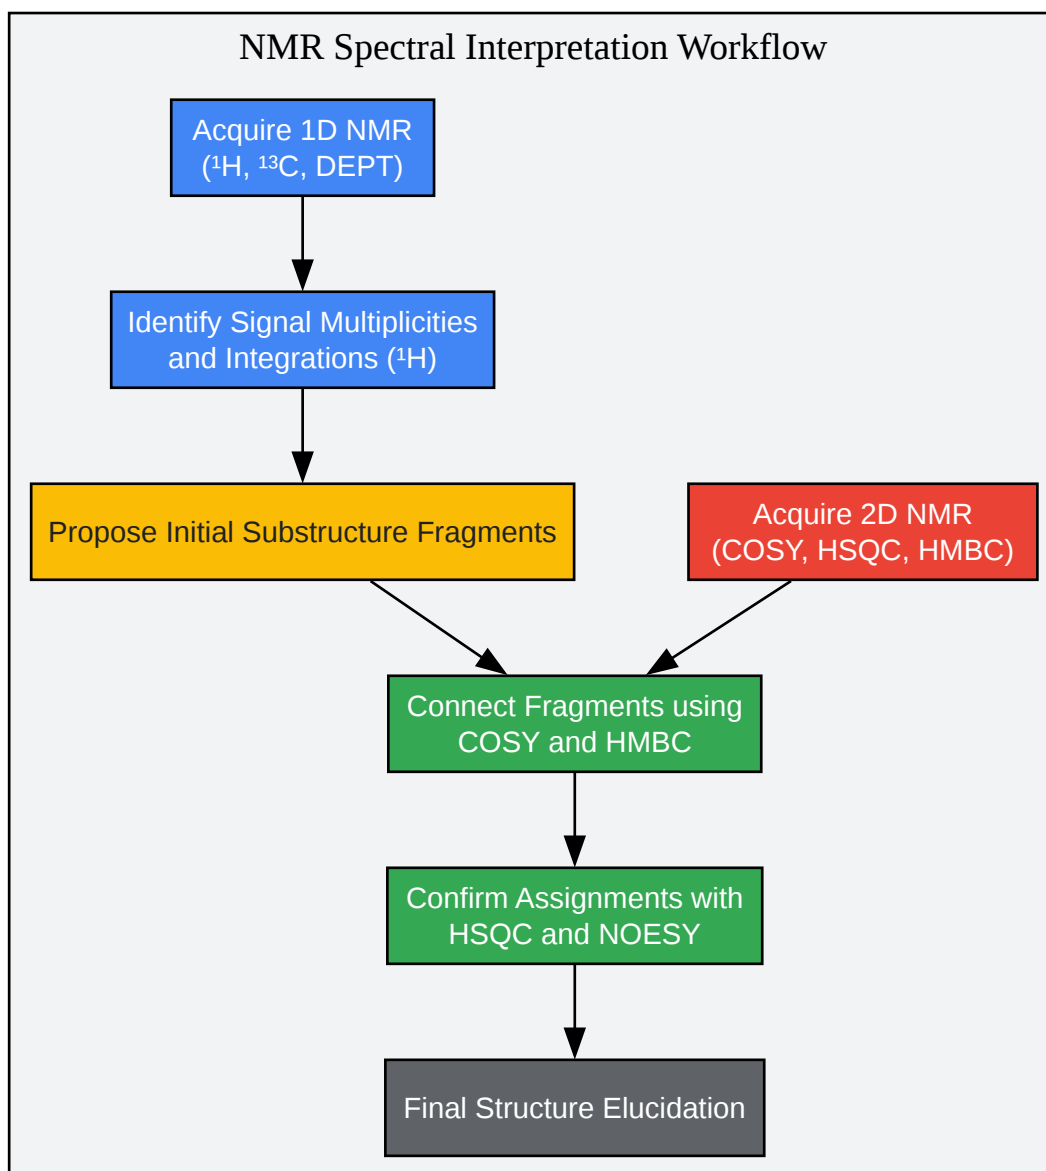 NMR Spectral Interpretation Workflow
Acquire 1D NMR
(¹H, ¹³C, DEPT)
Identify Signal Multiplicities
and Integrations (¹H)
Propose Initial Substructure Fragments
Acquire 2D NMR
(COSY, HSQC, HMBC)
Connect Fragments using
COSY and HMBC
Confirm Assignments with
HSQC and NOESY
Final Structure Elucidation